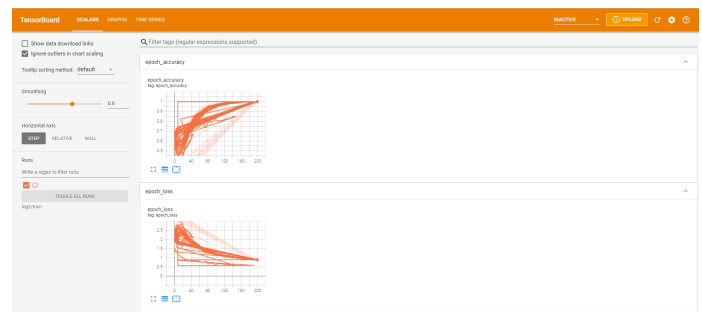 TensorBoard SCALARS GRAPHS TIME SERIES INACTIVE UPLOAD
Show data download links
Ignore outliers in chart scaling
Tooltip sorting method: default
Smoothing
0.6
Horizontal Axis
STEP RELATIVE WALL
Runs
Write a regex to filter runs
.
TOGGLE ALL RUNS
logs/train
Filter tags (regular expressions supported)
epoch_accuracy
epoch_accuracy
tag: epoch_accuracy
1
0.9
0.8
0.7
0.6
0.5
0 40 80 120 160 200
epoch_loss
epoch_loss
tag: epoch_loss
2.5
2
1.5
1
0.5
0
0 40 80 120 160 200